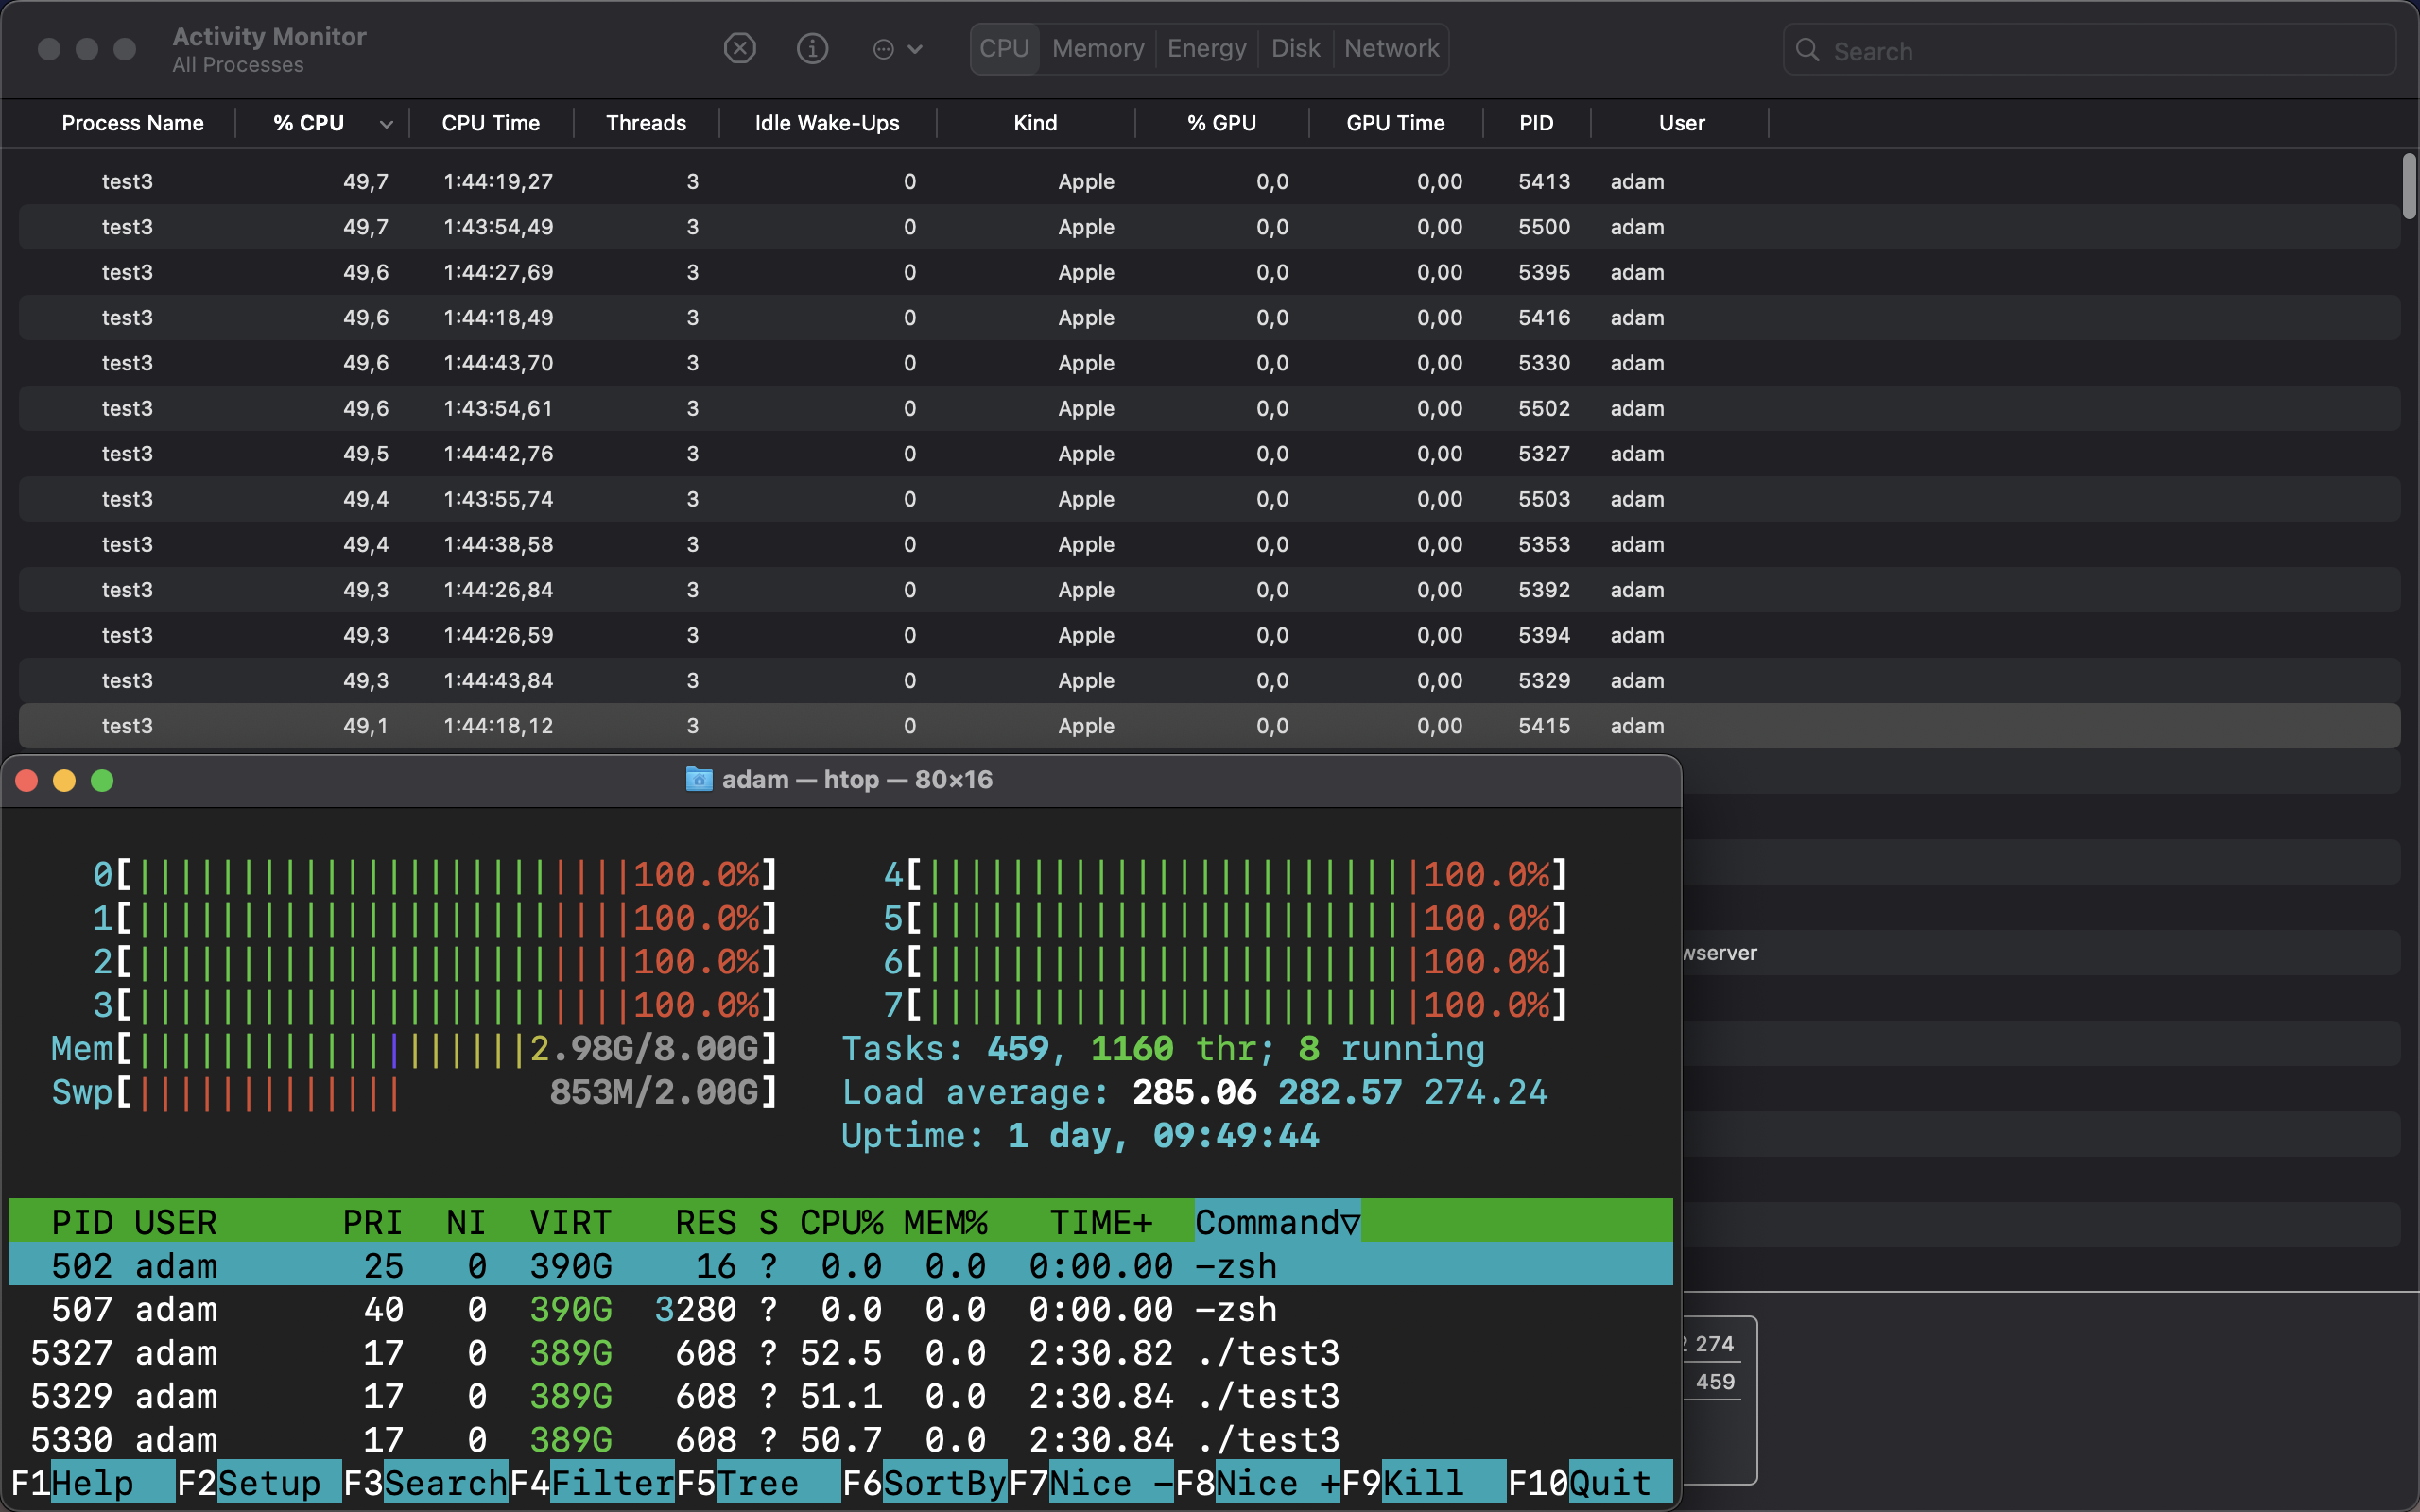 Activity Monitor
All Processes
CPU Memory Energy Disk Network
Search
Process Name % CPU CPU Time Threads Idle Wake-Ups Kind % GPU GPU Time PID User
test3 49,7 1:44:19,27 3 0 Apple 0,0 0,00 5413 adam
test3 49,7 1:43:54,49 3 0 Apple 0,0 0,00 5500 adam
test3 49,6 1:44:27,69 3 0 Apple 0,0 0,00 5395 adam
test3 49,6 1:44:18,49 3 0 Apple 0,0 0,00 5416 adam
test3 49,6 1:44:43,70 3 0 Apple 0,0 0,00 5330 adam
test3 49,6 1:43:54,61 3 0 Apple 0,0 0,00 5502 adam
test3 49,5 1:44:42,76 3 0 Apple 0,0 0,00 5327 adam
test3 49,4 1:43:55,74 3 0 Apple 0,0 0,00 5503 adam
test3 49,4 1:44:38,58 3 0 Apple 0,0 0,00 5353 adam
test3 49,3 1:44:26,84 3 0 Apple 0,0 0,00 5392 adam
test3 49,3 1:44:26,59 3 0 Apple 0,0 0,00 5394 adam
test3 49,3 1:44:43,84 3 0 Apple 0,0 0,00 5329 adam
test3 49,1 1:44:18,12 3 0 Apple 0,0 0,00 5415 adam
adam — htop — 80×16
0[||||||||||||||||||||||||100.0%] 4[||||||||||||||||||||||||100.0%]
1[||||||||||||||||||||||||100.0%] 5[||||||||||||||||||||||||100.0%]
wserver
2[||||||||||||||||||||||||100.0%] 6[||||||||||||||||||||||||100.0%]
3[||||||||||||||||||||||||100.0%] 7[||||||||||||||||||||||||100.0%]
Mem[|||||||||||||||||||2.98G/8.00G] Tasks: 459, 1160 thr; 8 running
Swp[||||||||||||| 853M/2.00G] Load average: 285.06 282.57 274.24
Uptime: 1 day, 09:49:44
PID USER PRI NI VIRT RES S CPU% MEM% TIME+ Command▽
502 adam 25 0 390G 16 ? 0.0 0.0 0:00.00 -zsh
507 adam 40 0 390G 3280 ? 0.0 0.0 0:00.00 -zsh
5327 adam 17 0 389G 608 ? 52.5 0.0 2:30.82 ./test3
5329 adam 17 0 389G 608 ? 51.1 0.0 2:30.84 ./test3
5330 adam 17 0 389G 608 ? 50.7 0.0 2:30.84 ./test3
F1Help F2Setup F3SearchF4FilterF5Tree F6SortByF7Nice -F8Nice +F9Kill F10Quit
274
459